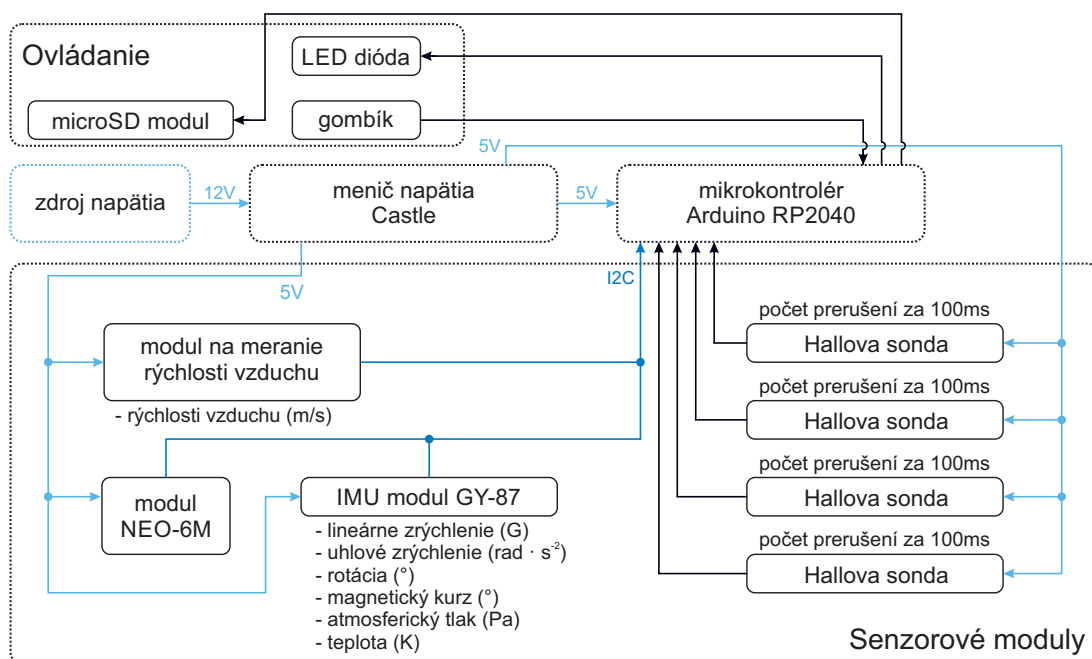 Ovládanie
LED dióda
microSD modul
gombík
5V
zdroj napätia
12V
menič napätia
Castle
5V
mikrokontrolér
Arduino RP2040
5V
I2C
modul na meranie
rýchlosti vzduchu
- rýchlosti vzduchu (m/s)
modul
NEO-6M
IMU modul GY-87
- lineárne zrýchlenie (G)
- uhlové zrýchlenie (rad · s⁻²)
- rotácia (°)
- magnetický kurz (°)
- atmosferický tlak (Pa)
- teplota (K)
počet prerušení za 100ms
Hallova sonda
počet prerušení za 100ms
Hallova sonda
počet prerušení za 100ms
Hallova sonda
počet prerušení za 100ms
Hallova sonda
Senzorové moduly